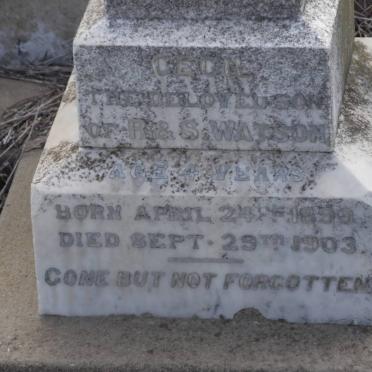 CECIL
THE BELOVED SON
OF R. & S. WATSON
AGE 4 YEARS
BORN APRIL 24TH 1899
DIED SEPT. 29TH 1903
GONE BUT NOT FORGOTTEN